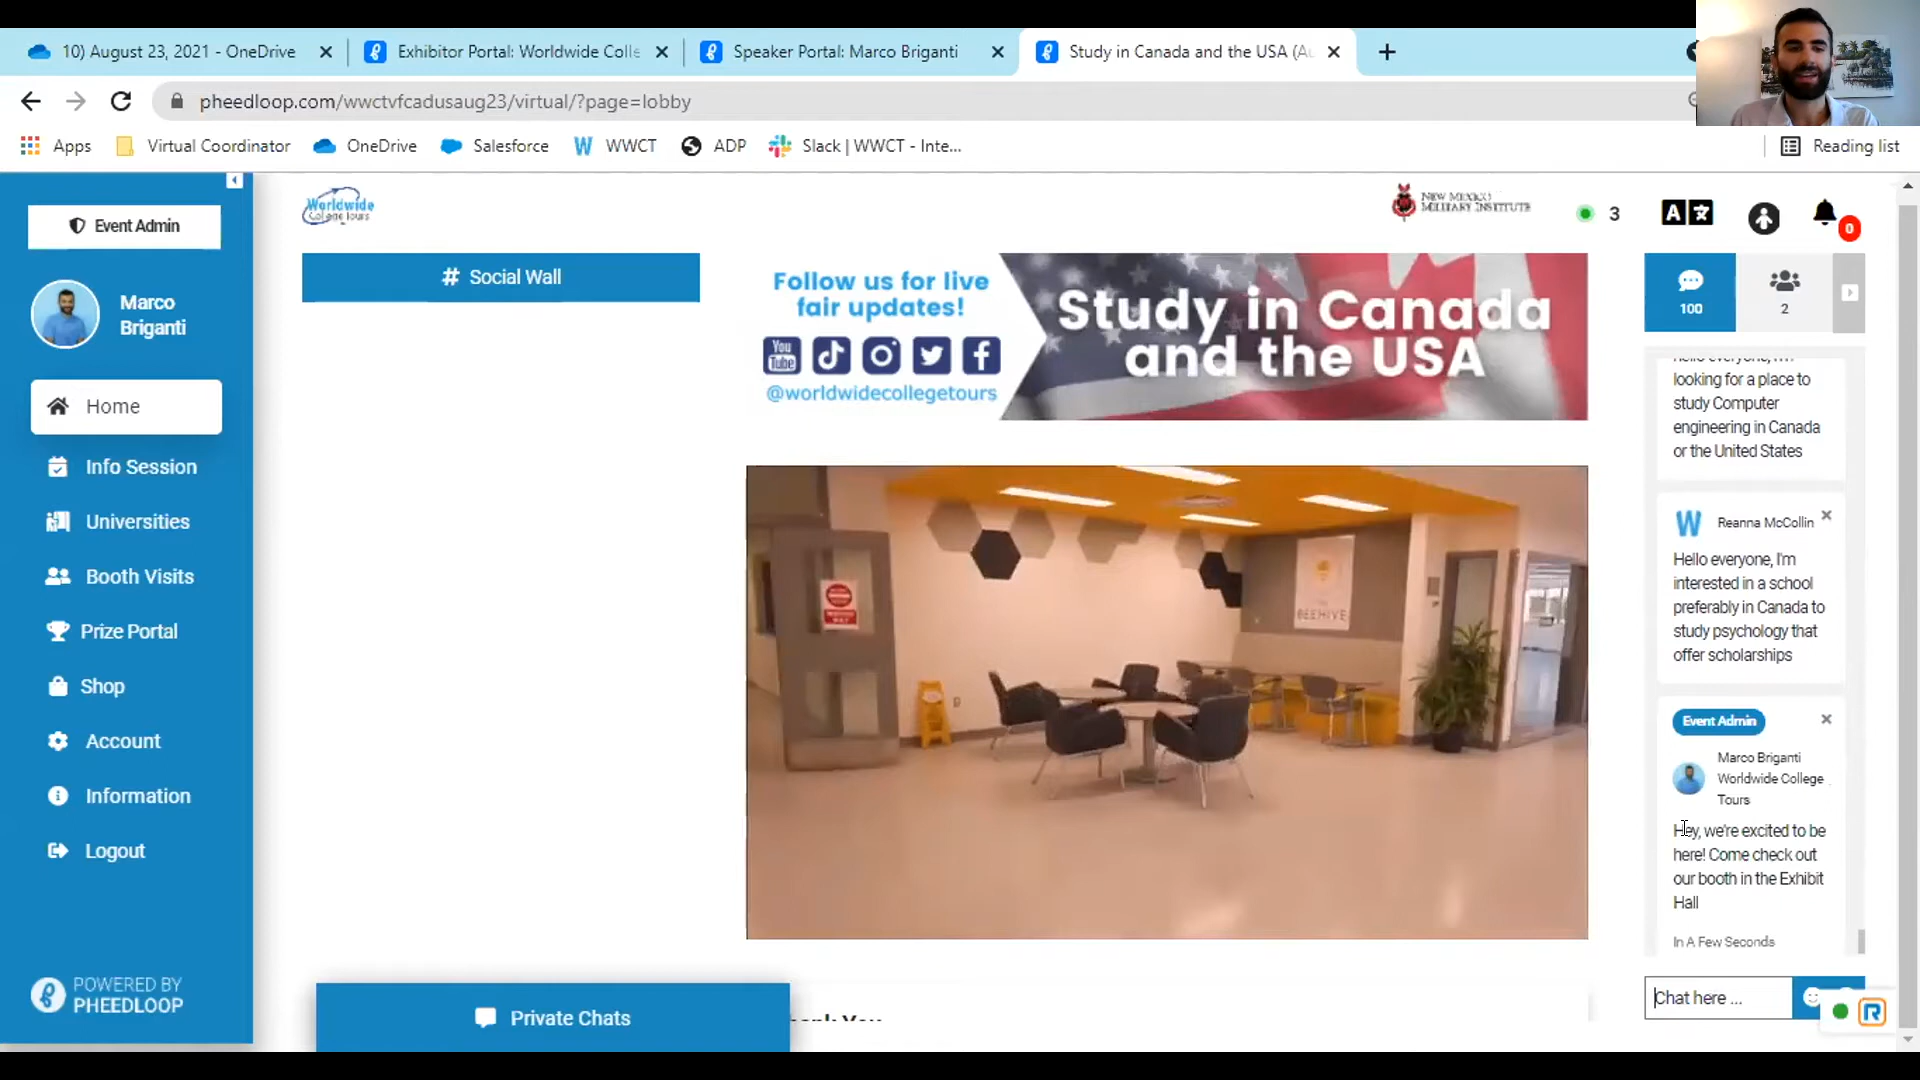 10) August 23, 2021 - OneDrive
Exhibitor Portal: Worldwide Colle
Speaker Portal: Marco Briganti
Study in Canada and the USA (Au
pheedloop.com/wwctvfcadusaug23/virtual/?page=lobby
Apps
Virtual Coordinator
OneDrive
Salesforce
WWCT
ADP
Slack | WWCT - Inte...
Reading list
Event Admin
Marco
Briganti
Home
Info Session
Universities
Booth Visits
Prize Portal
Shop
Account
Information
Logout
POWERED BY
PHEEDLOOP
Worldwide
College Tours
# Social Wall
NEW MEXICO
MILITARY INSTITUTE
3
0
Follow us for live
fair updates!
You
Tube
@worldwidecollegetours
Study in Canada
and the USA
BEEHIVE
Private Chats
100
2
looking for a place to
study Computer
engineering in Canada
or the United States
Reanna McCollin
Hello everyone, I'm
interested in a school
preferably in Canada to
study psychology that
offer scholarships
Event Admin
Marco Briganti
Worldwide College
Tours
Hey, we're excited to be
here! Come check out
our booth in the Exhibit
Hall
In A Few Seconds
Chat here ...